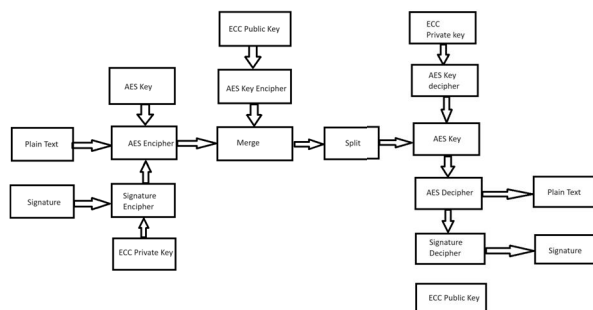 ECC Public Key
ECC
Private key
AES Key
AES Key Encipher
AES Key
decipher
Plain Text
AES Encipher
Merge
Split
AES Key
Signature
Signature
Encipher
AES Decipher
Plain Text
ECC Private Key
Signature
Decipher
Signature
ECC Public Key